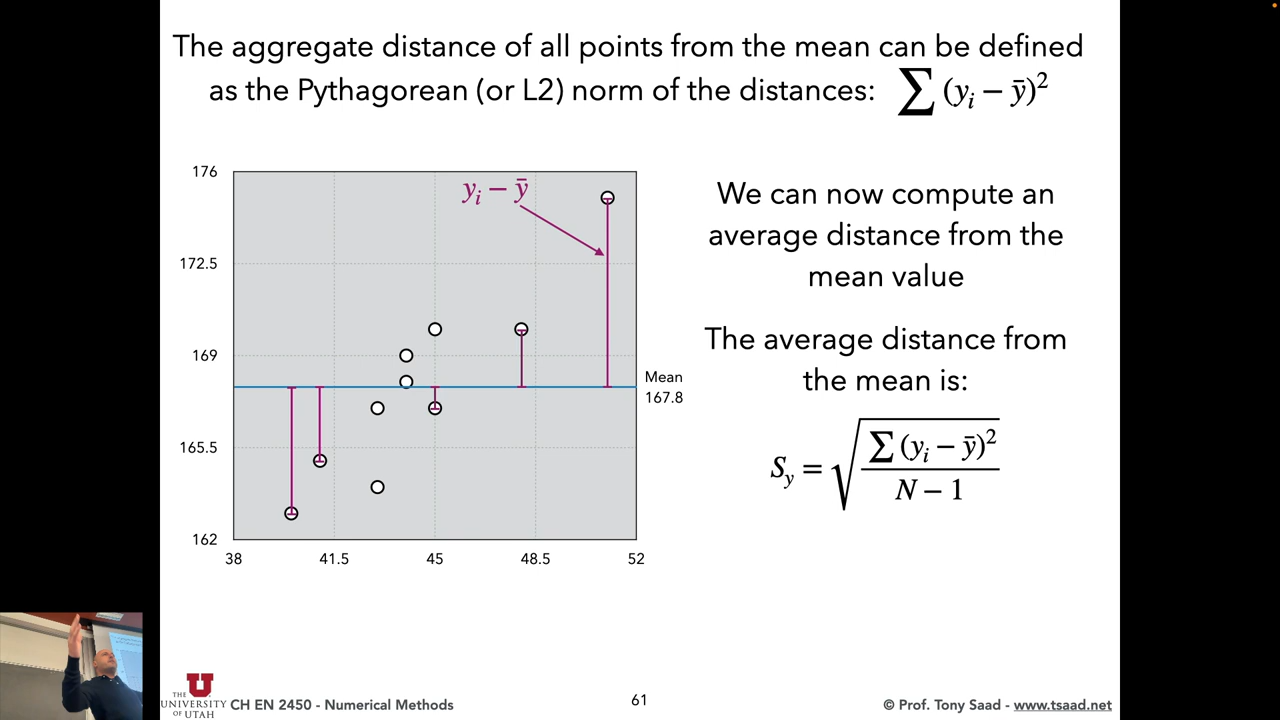 The aggregate distance of all points from the mean can be defined
as the Pythagorean (or L2) norm of the distances: ∑ (yᵢ − ȳ)²
176
172.5
169
165.5
162
38 41.5 45 48.5 52
yᵢ − ȳ
Mean
167.8
We can now compute an
average distance from the
mean value
The average distance from
the mean is:
S_y = √(∑ (yᵢ − ȳ)² / (N − 1))
THE
UNIVERSITY
OF UTAH
CH EN 2450 - Numerical Methods
61
© Prof. Tony Saad - www.tsaad.net